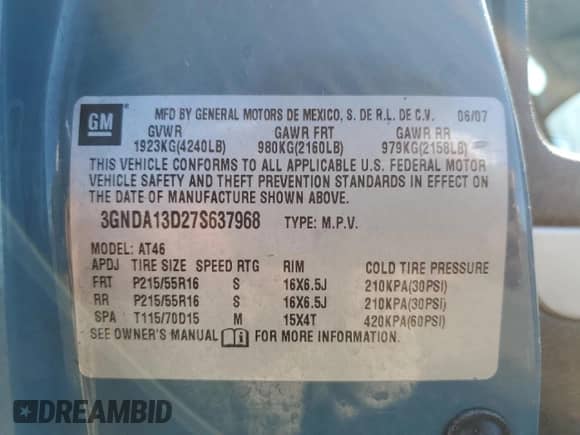 GM
MFD BY GENERAL MOTORS DE MEXICO, S. DE R.L. DE C.V. 06/07
GVWR GAWR FRT GAWR RR
1923KG(4240LB) 980KG(2160LB) 979KG(2158LB)
THIS VEHICLE CONFORMS TO ALL APPLICABLE U.S. FEDERAL MOTOR
VEHICLE SAFETY AND THEFT PREVENTION STANDARDS IN EFFECT ON
THE DATE OF MANUFACTURE SHOWN ABOVE.
3GNDA13D27S637968 TYPE: M.P.V.
MODEL: AT46
APDJ TIRE SIZE SPEED RTG RIM COLD TIRE PRESSURE
FRT P215/55R16 S 16X6.5J 210KPA(30PSI)
RR P215/55R16 S 16X6.5J 210KPA(30PSI)
SPA T115/70D15 M 15X4T 420KPA(60PSI)
SEE OWNER'S MANUAL FOR MORE INFORMATION.
DREAMBID